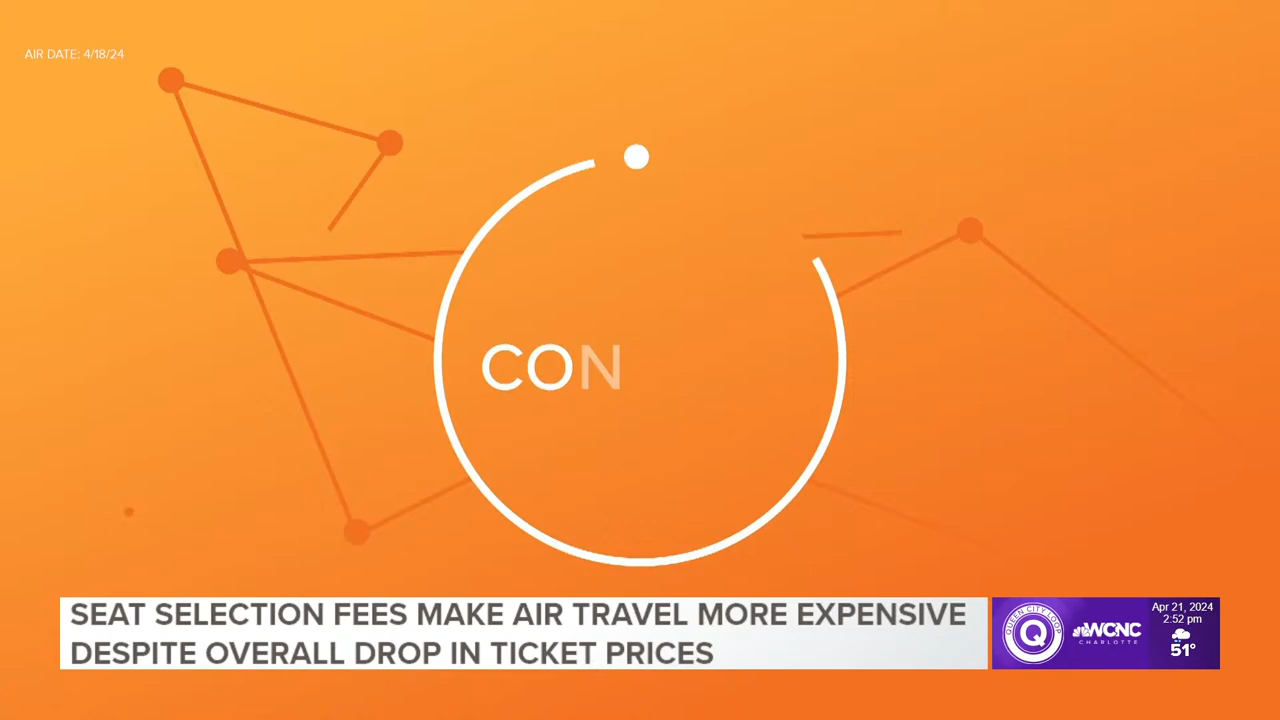 AIR DATE: 4/18/24
CON
SEAT SELECTION FEES MAKE AIR TRAVEL MORE EXPENSIVE
DESPITE OVERALL DROP IN TICKET PRICES
QUEEN CITY LOOP
Q
WCNC
CHARLOTTE
Apr 21, 2024
2:52 pm
51°